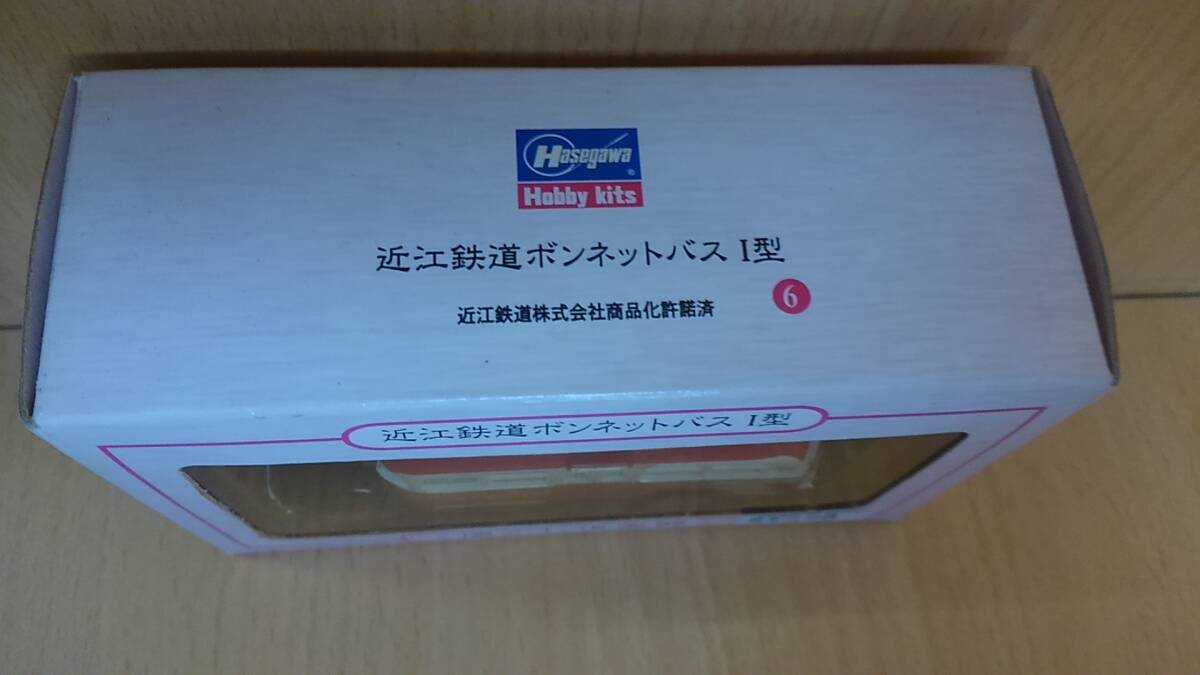 Hasegawa ®
Hobby kits
近江鉄道ボンネットバス I型
近江鉄道株式会社商品化許諾済
6
近江鉄道ボンネットバス I型